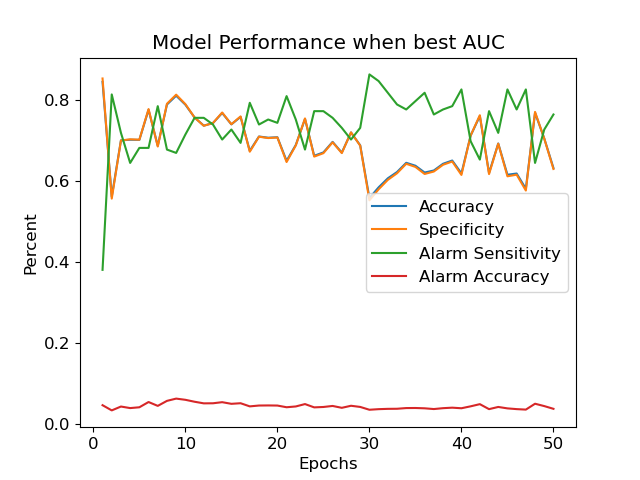 Model Performance when best AUC
Percent
0.8
0.6
0.4
0.2
0.0
Accuracy
Specificity
Alarm Sensitivity
Alarm Accuracy
0
10
20
30
40
50
Epochs